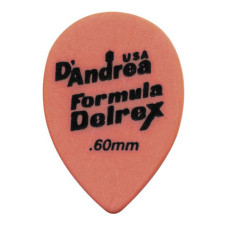 USA
D'Andrea
Formula
Delrex
.60mm